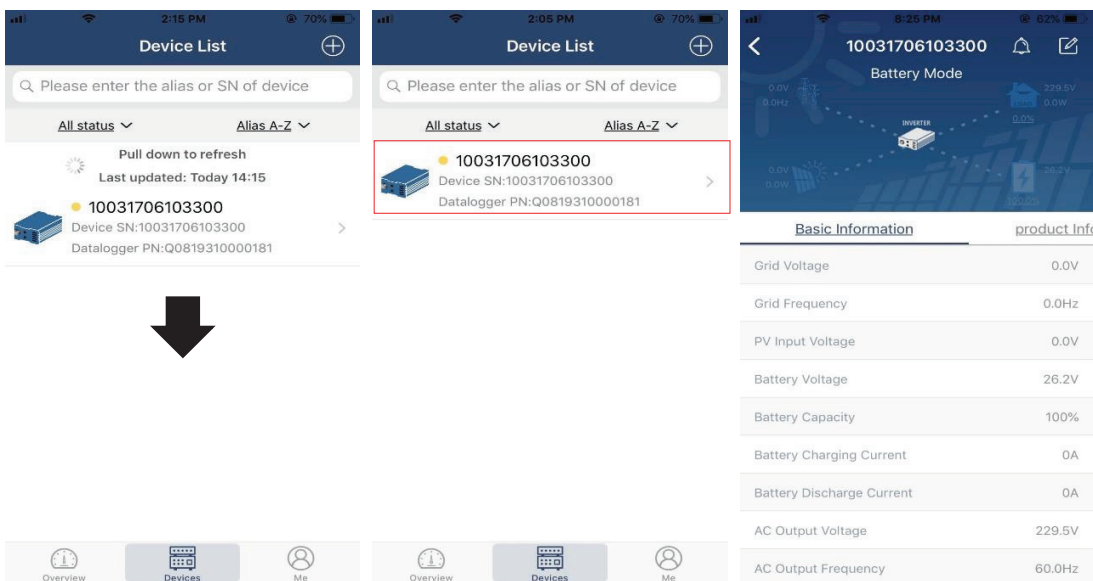 2:15 PM
70%
Device List
Please enter the alias or SN of device
All status
Alias A-Z
Pull down to refresh
Last updated: Today 14:15
10031706103300
Device SN:10031706103300
Datalogger PN:Q0819310000181
Overview
Devices
Me
2:05 PM
70%
Device List
Please enter the alias or SN of device
All status
Alias A-Z
10031706103300
Device SN:10031706103300
Datalogger PN:Q0819310000181
Overview
Devices
Me
8:25 PM
62%
10031706103300
Battery Mode
0.0V
0.0Hz
229.5V
LOAD 0.0W
0.0%
INVERTER
0.0V
0.0W
26.2V
100.0%
Basic Information
product Info
Grid Voltage 0.0V
Grid Frequency 0.0Hz
PV Input Voltage 0.0V
Battery Voltage 26.2V
Battery Capacity 100%
Battery Charging Current 0A
Battery Discharge Current 0A
AC Output Voltage 229.5V
AC Output Frequency 60.0Hz